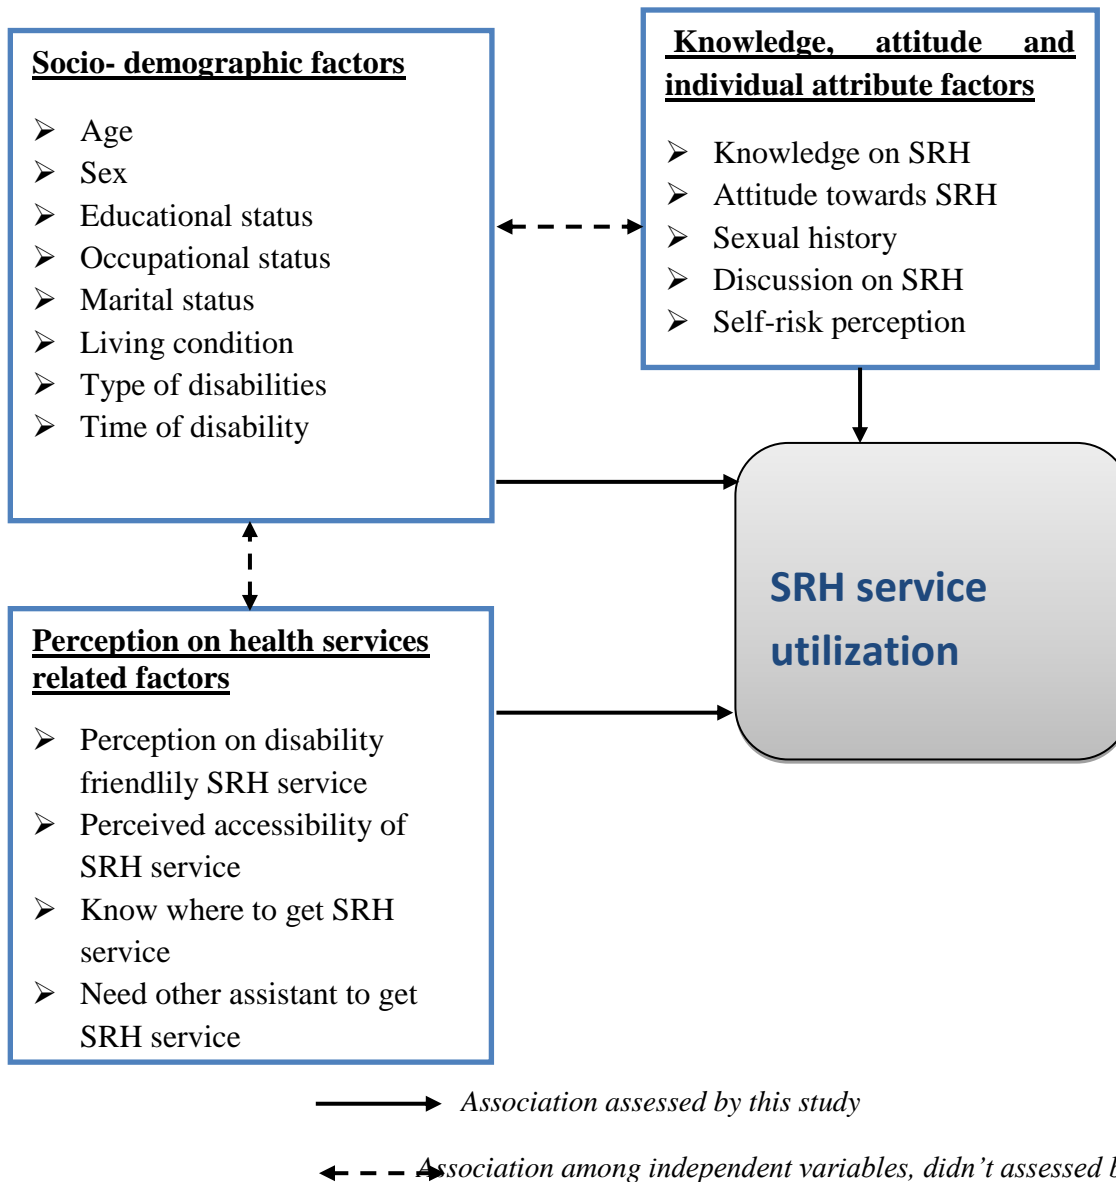 Socio- demographic factors
➢ Age
➢ Sex
➢ Educational status
➢ Occupational status
➢ Marital status
➢ Living condition
➢ Type of disabilities
➢ Time of disability
Knowledge, attitude and
individual attribute factors
➢ Knowledge on SRH
➢ Attitude towards SRH
➢ Sexual history
➢ Discussion on SRH
➢ Self-risk perception
SRH service
utilization
Perception on health services
related factors
➢ Perception on disability
friendlily SRH service
➢ Perceived accessibility of
SRH service
➢ Know where to get SRH
service
➢ Need other assistant to get
SRH service
Association assessed by this study
Association among independent variables, didn’t assessed